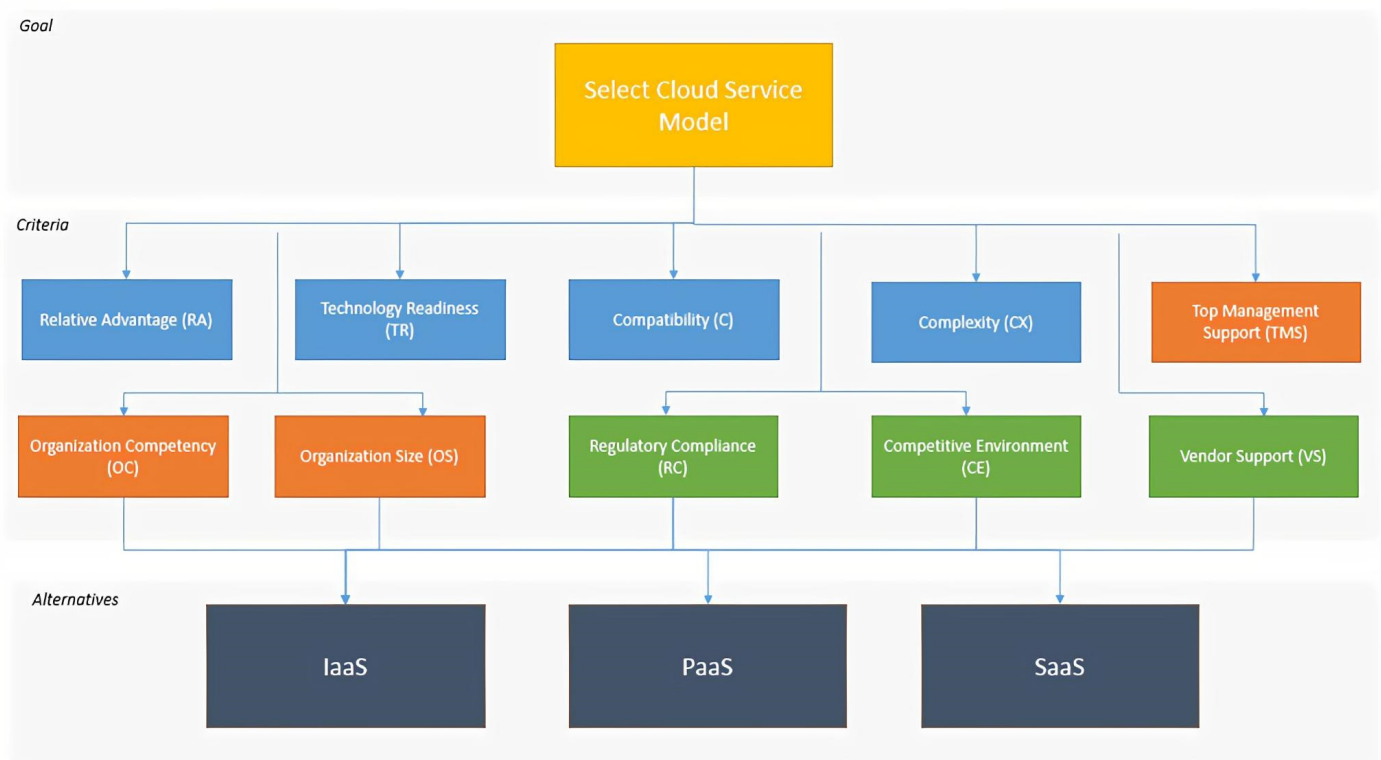 Goal
Select Cloud Service
Model
Criteria
Relative Advantage (RA)
Technology Readiness
(TR)
Compatibility (C)
Complexity (CX)
Top Management
Support (TMS)
Organization Competency
(OC)
Organization Size (OS)
Regulatory Compliance
(RC)
Competitive Environment
(CE)
Vendor Support (VS)
Alternatives
IaaS
PaaS
SaaS